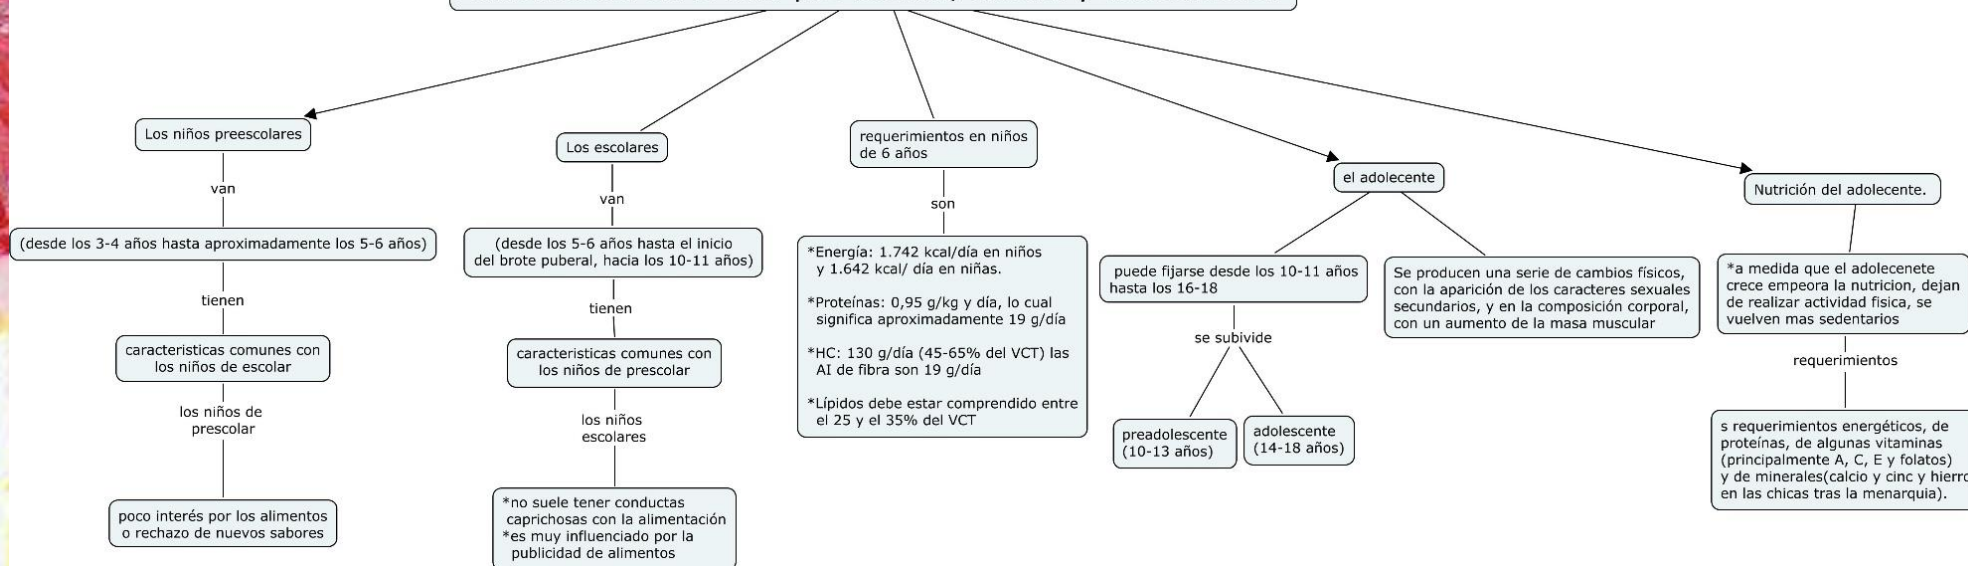 Los niños preescolares
van
(desde los 3-4 años hasta aproximadamente los 5-6 años)
tienen
caracteristicas comunes con
los niños de escolar
los niños de
prescolar
poco interés por los alimentos
o rechazo de nuevos sabores
Los escolares
van
(desde los 5-6 años hasta el inicio
del brote puberal, hacia los 10-11 años)
tienen
caracteristicas comunes con
los niños de prescolar
los niños
escolares
*no suele tener conductas
caprichosas con la alimentación
*es muy influenciado por la
publicidad de alimentos
requerimientos en niños
de 6 años
son
*Energía: 1.742 kcal/día en niños
y 1.642 kcal/ día en niñas.
*Proteínas: 0,95 g/kg y día, lo cual
significa aproximadamente 19 g/día
*HC: 130 g/día (45-65% del VCT) las
AI de fibra son 19 g/día
*Lípidos debe estar comprendido entre
el 25 y el 35% del VCT
el adolecente
puede fijarse desde los 10-11 años
hasta los 16-18
se subivide
preadolescente
(10-13 años)
adolescente
(14-18 años)
Se producen una serie de cambios físicos,
con la aparición de los caracteres sexuales
secundarios, y en la composición corporal,
con un aumento de la masa muscular
Nutrición del adolecente.
*a medida que el adolecenete
crece empeora la nutricion, dejan
de realizar actividad fisica, se
vuelven mas sedentarios
requerimientos
s requerimientos energéticos, de
proteínas, de algunas vitaminas
(principalmente A, C, E y folatos)
y de minerales(calcio y cinc y hierro
en las chicas tras la menarquia).